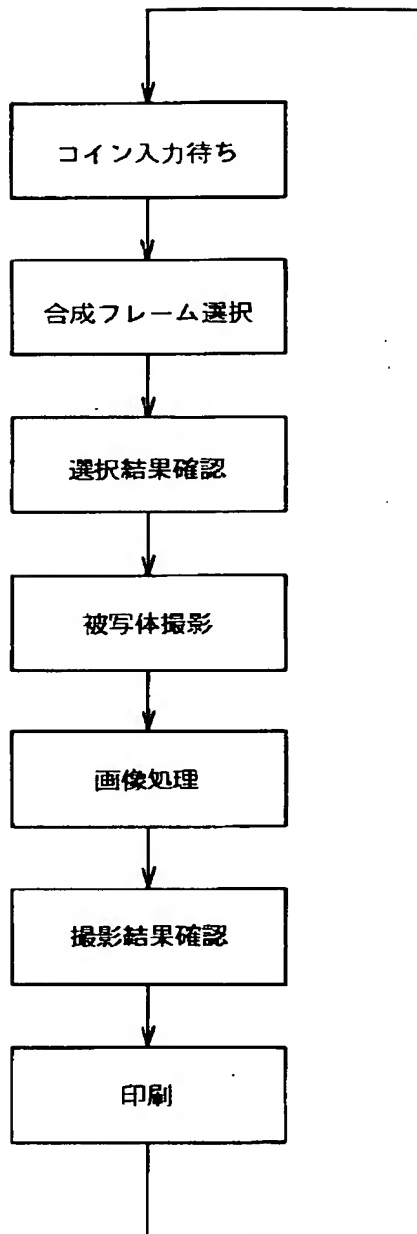 コイン入力待ち
合成フレーム選択
選択結果確認
被写体撮影
画像処理
撮影結果確認
印刷